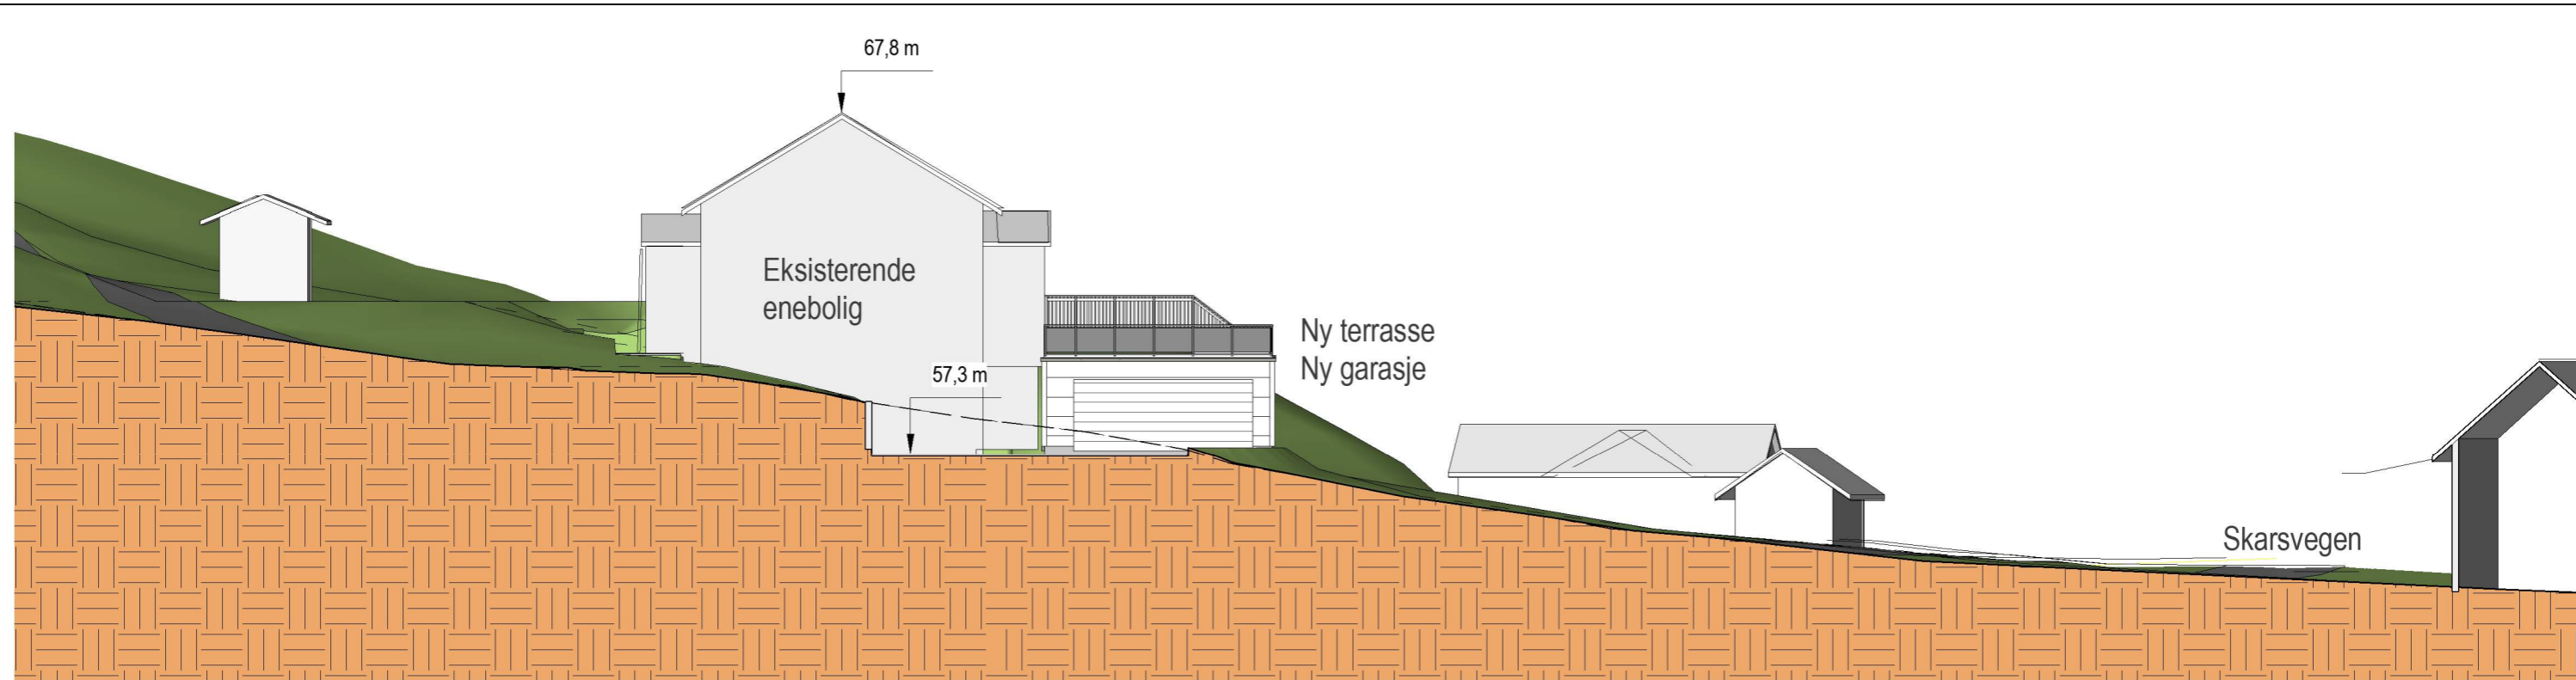 67,8 m
Eksisterende
enebolig
57,3 m
Ny terrasse
Ny garasje
Skarsvegen